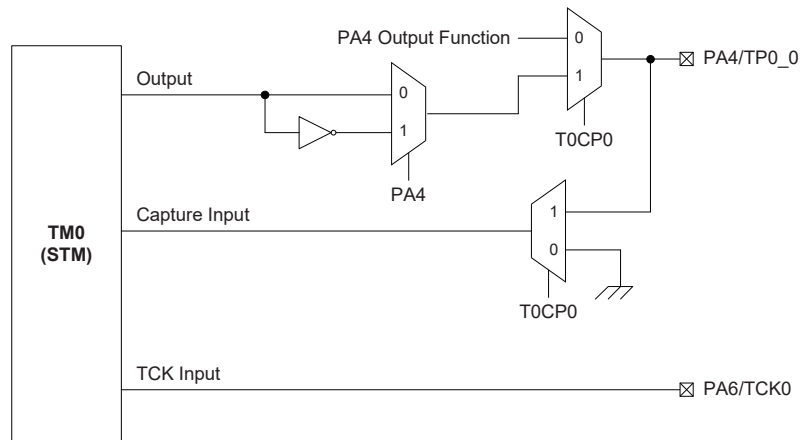 PA4 Output Function
0
1
PA4/TP0_0
T0CP0
Output
0
1
PA4
TM0
(STM)
Capture Input
1
0
T0CP0
TCK Input
PA6/TCK0